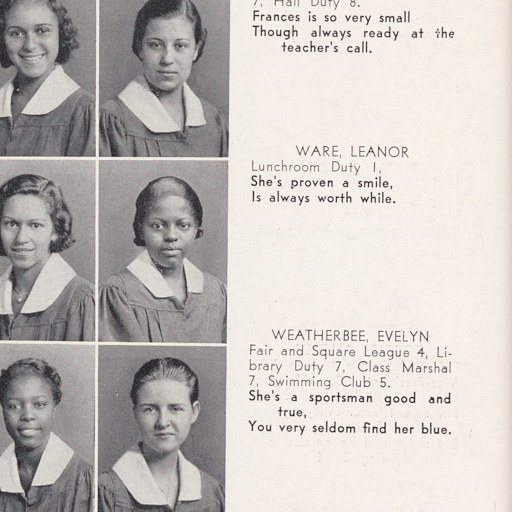 7, Hall Duty 8.
Frances is so very small
Though always ready at the
teacher's call.
WARE, LEANOR
Lunchroom Duty 1,
She's proven a smile,
Is always worth while.
WEATHERBEE, EVELYN
Fair and Square League 4, Li-
brary Duty 7, Class Marshal
7, Swimming Club 5.
She's a sportsman good and
true,
You very seldom find her blue.